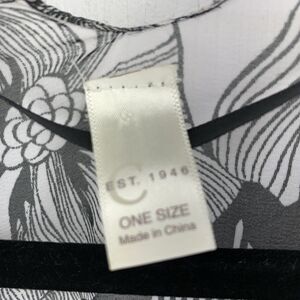 C
EST. 1946
ONE SIZE
Made in China